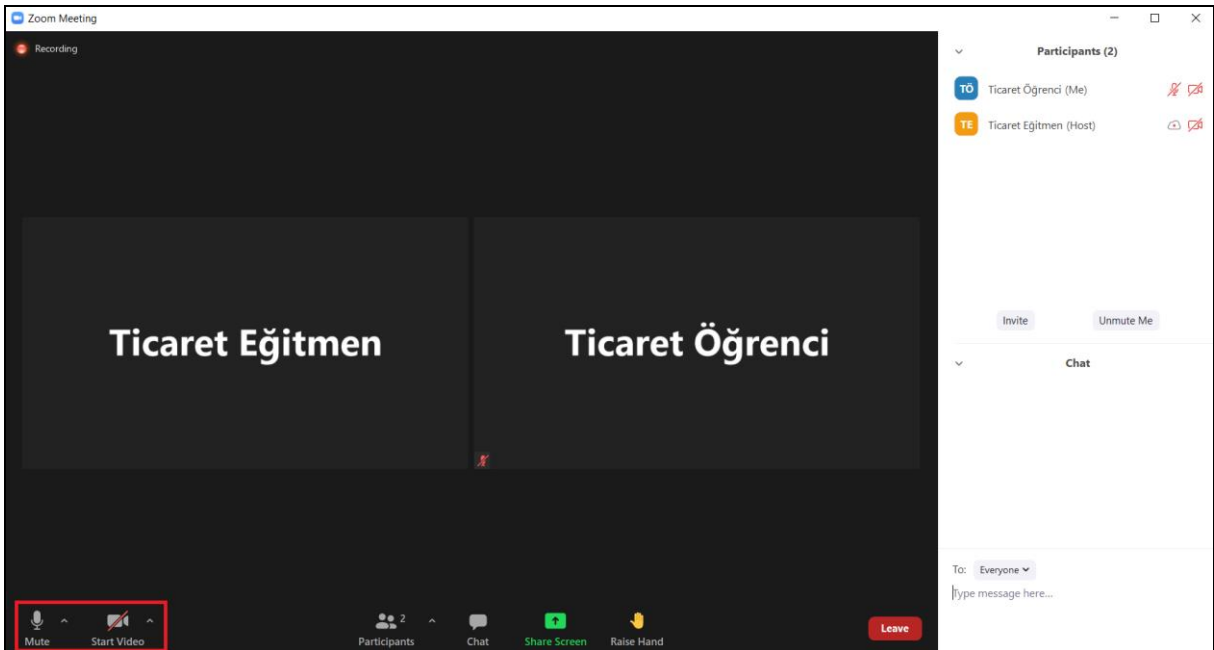 Zoom Meeting
Recording
Participants (2)
TÖ Ticaret Öğrenci (Me)
TE Ticaret Eğitmen (Host)
Ticaret Eğitmen
Ticaret Öğrenci
Invite Unmute Me
Chat
To: Everyone
Type message here...
Mute Start Video Participants 2 Chat Share Screen Raise Hand Leave